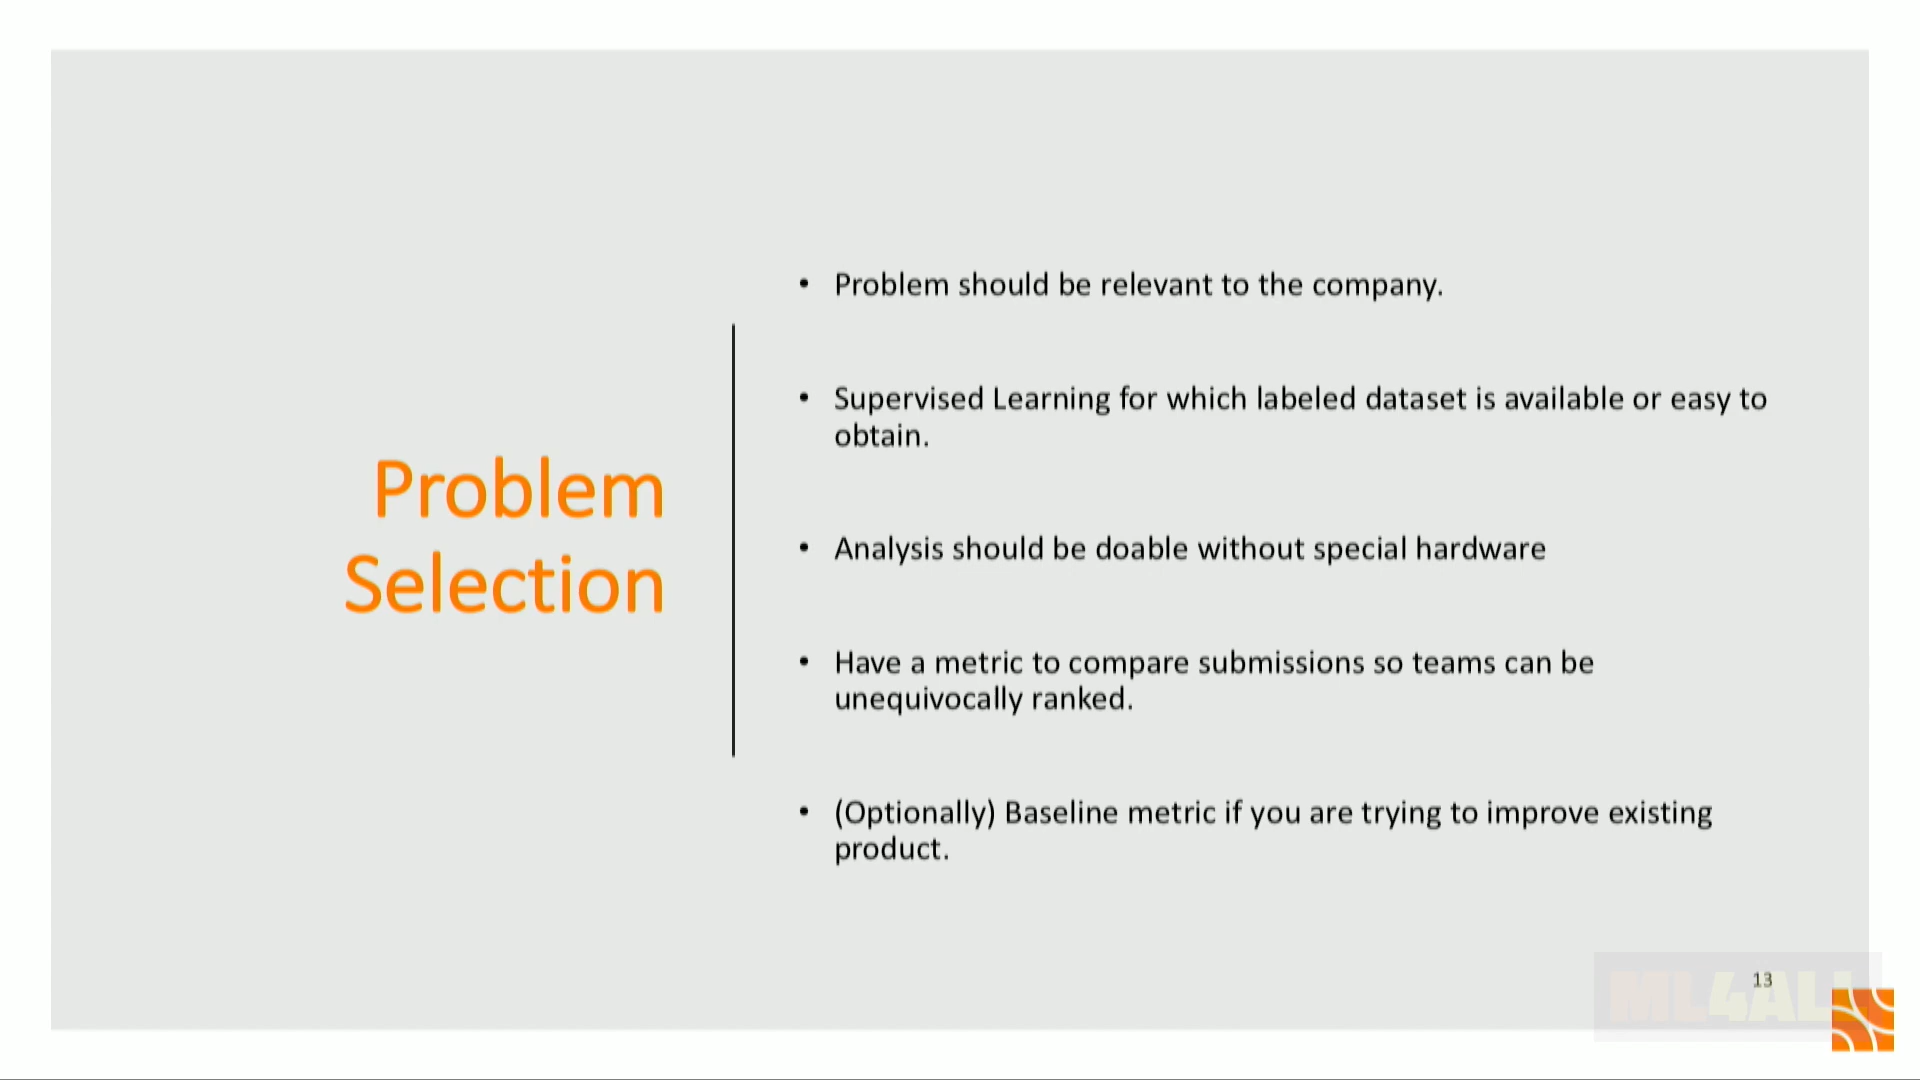 Problem
Selection
• Problem should be relevant to the company.
• Supervised Learning for which labeled dataset is available or easy to
obtain.
• Analysis should be doable without special hardware
• Have a metric to compare submissions so teams can be
unequivocally ranked.
• (Optionally) Baseline metric if you are trying to improve existing
product.
13
ML4ALL